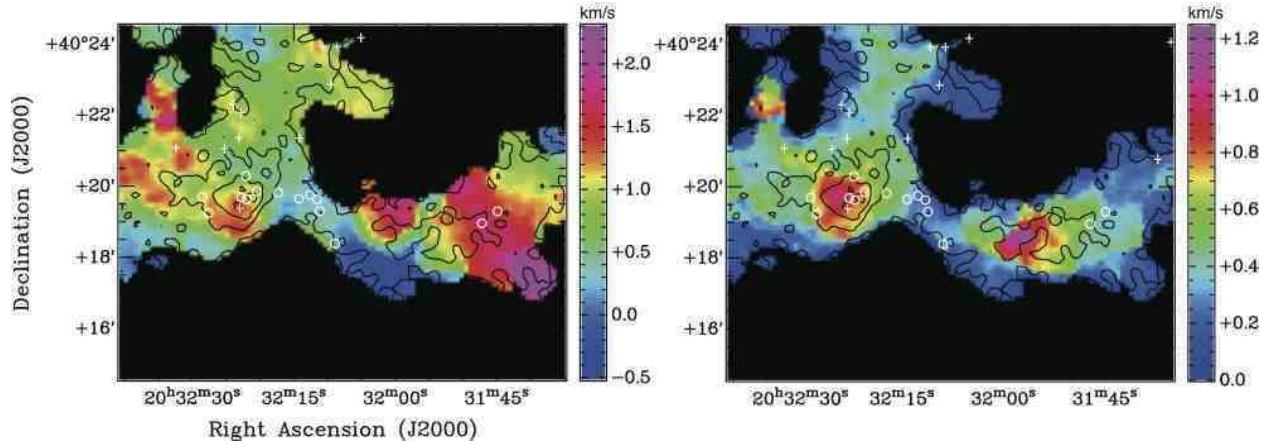 km/s
km/s
+40°24′
+22′
+20′
+18′
+16′
Declination (J2000)
+2.0
+1.5
+1.0
+0.5
0.0
−0.5
20ʰ32ᵐ30ˢ
32ᵐ15ˢ
32ᵐ00ˢ
31ᵐ45ˢ
Right Ascension (J2000)
+40°24′
+22′
+20′
+18′
+16′
+1.2
+1.0
+0.8
+0.6
+0.4
+0.2
0.0
20ʰ32ᵐ30ˢ
32ᵐ15ˢ
32ᵐ00ˢ
31ᵐ45ˢ